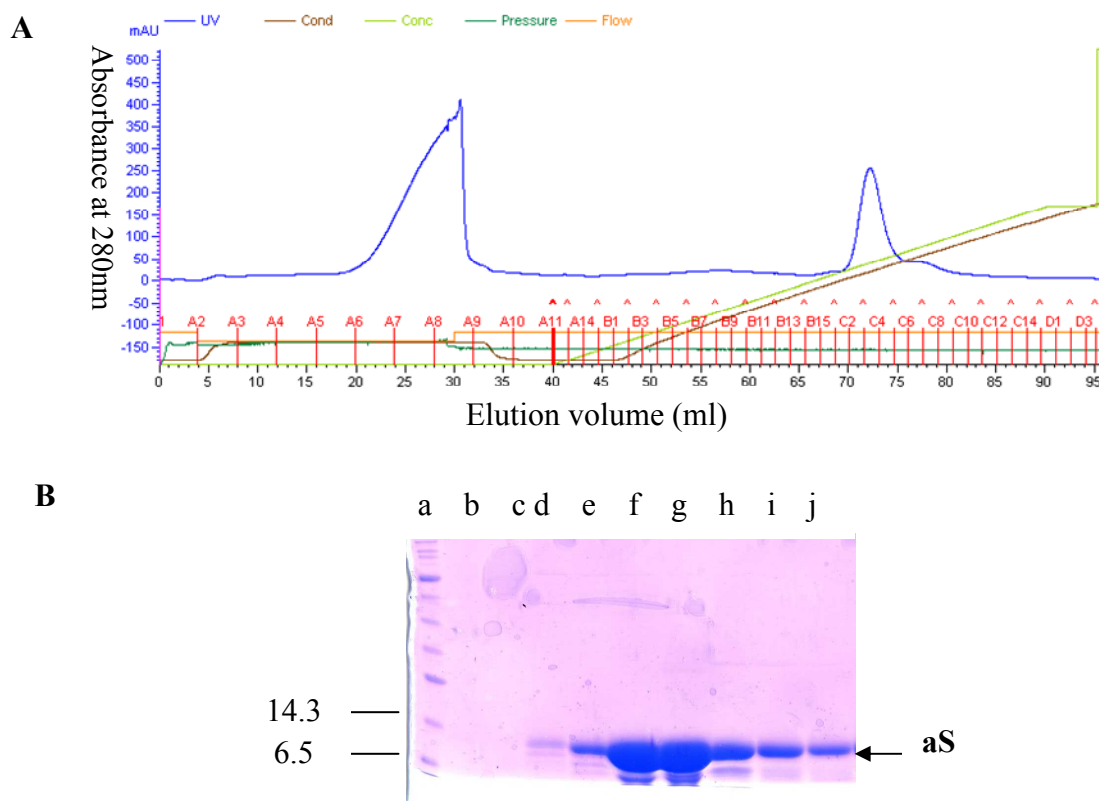 A
UV Cond Conc Pressure Flow
mAU
Absorbance at 280nm
500
450
400
350
300
250
200
150
100
50
0
-50
-100
-150
1 A2 A3 A4 A5 A6 A7 A8 A9 A10 A11 A14 B1 B3 B5 B7 B9 B11 B13 B15 C2 C4 C6 C8 C10 C12 C14 D1 D3
0 5 10 15 20 25 30 35 40 45 50 55 60 65 70 75 80 85 90 95
Elution volume (ml)
B
a b c d e f g h i j
14.3
6.5
aS